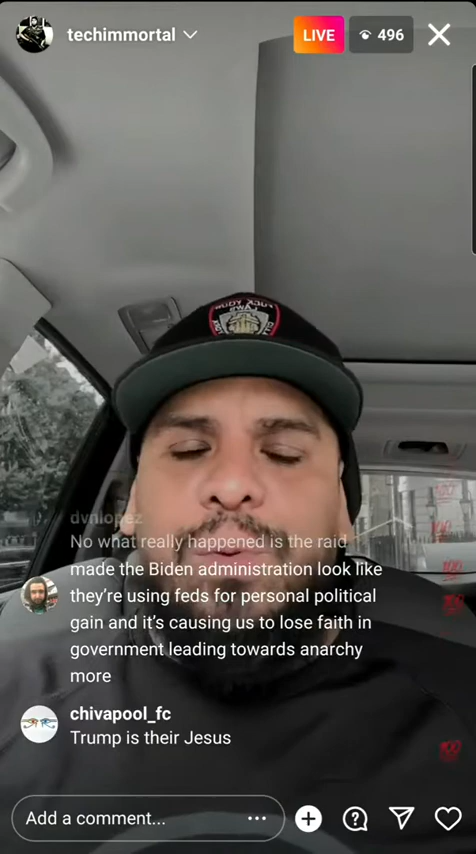 techimmortal
LIVE
496
dvnlopez
No what really happened is the raid
made the Biden administration look like
they're using feds for personal political
gain and it's causing us to lose faith in
government leading towards anarchy
more
chivapool_fc
Trump is their Jesus
Add a comment...